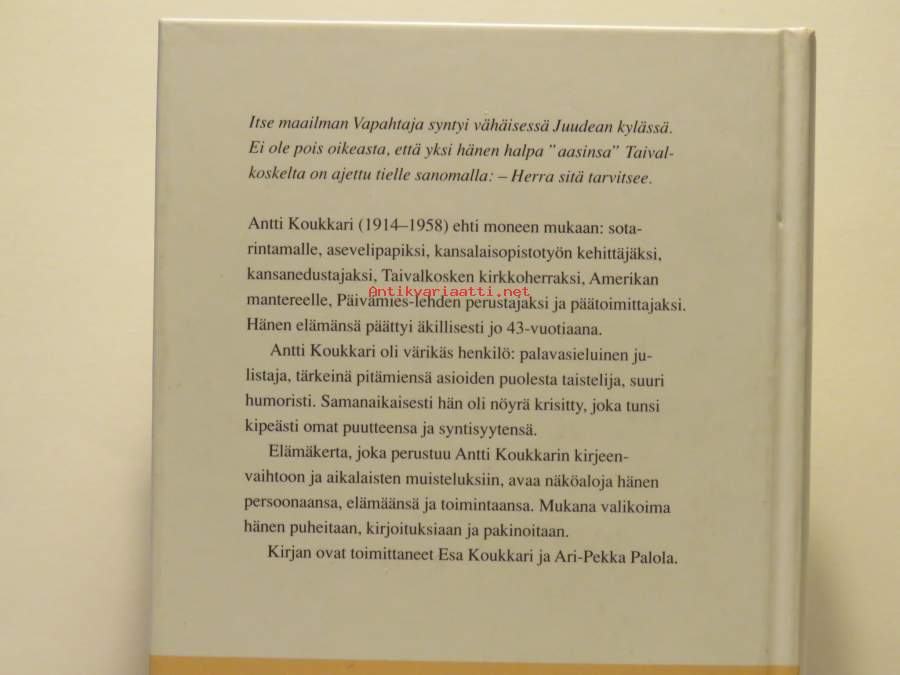 Itse maailman Vapahtaja syntyi vähäisessä Juudean kylässä.
Ei ole pois oikeasta, että yksi hänen halpa "aasinsa" Taival-
koskelta on ajettu tielle sanomalla: – Herra sitä tarvitsee.
Antti Koukkari (1914–1958) ehti moneen mukaan: sota-
rintamalle, asevelipapiksi, kansalaisopistotyön kehittäjäksi,
kansanedustajaksi, Taivalkosken kirkkoherraksi, Amerikan
Antikvariaatti.net
mantereelle, Päivämies-lehden perustajaksi ja päätoimittajaksi.
Hänen elämänsä päättyi äkillisesti jo 43-vuotiaana.
Antti Koukkari oli värikäs henkilö: palavasieluinen ju-
listaja, tärkeinä pitämiensä asioiden puolesta taistelija, suuri
humoristi. Samanaikaisesti hän oli nöyrä krisitty, joka tunsi
kipeästi omat puutteensa ja syntisyytensä.
Elämäkerta, joka perustuu Antti Koukkarin kirjeen-
vaihtoon ja aikalaisten muisteluksiin, avaa näköaloja hänen
persoonaansa, elämäänsä ja toimintaansa. Mukana valikoima
hänen puheitaan, kirjoituksiaan ja pakinoitaan.
Kirjan ovat toimittaneet Esa Koukkari ja Ari-Pekka Palola.